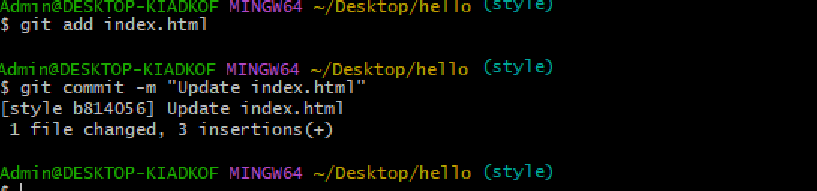 Admin@DESKTOP-KIADKOF MINGW64 ~/Desktop/hello (style)
$ git add index.html
Admin@DESKTOP-KIADKOF MINGW64 ~/Desktop/hello (style)
$ git commit -m "Update index.html"
[style b814056] Update index.html
1 file changed, 3 insertions(+)
Admin@DESKTOP-KIADKOF MINGW64 ~/Desktop/hello (style)
$